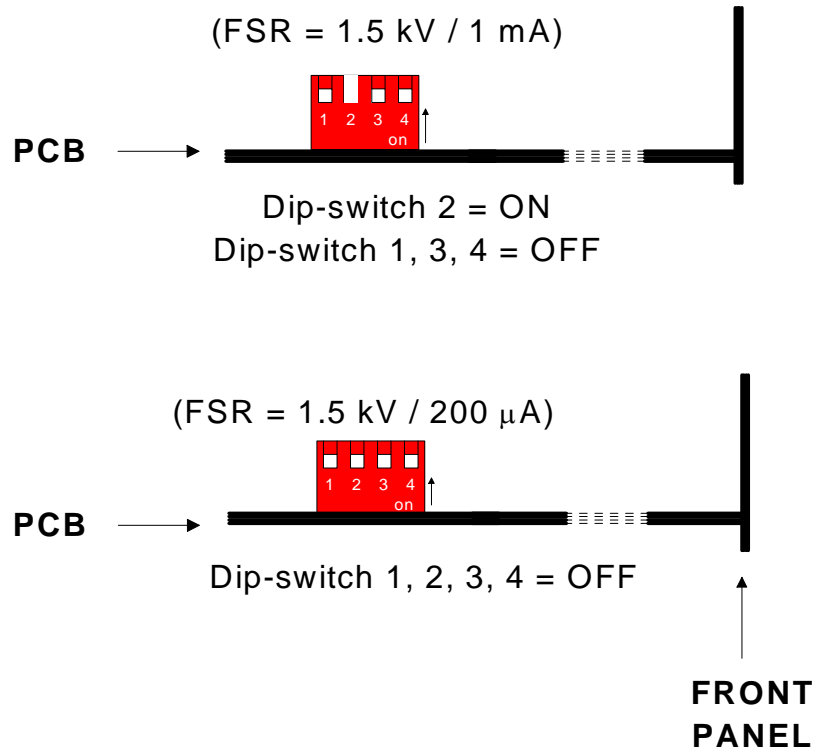 (FSR = 1.5 kV / 1 mA)
1 2 3 4
on
PCB
Dip-switch 2 = ON
Dip-switch 1, 3, 4 = OFF
(FSR = 1.5 kV / 200 μA)
1 2 3 4
on
PCB
Dip-switch 1, 2, 3, 4 = OFF
FRONT
PANEL